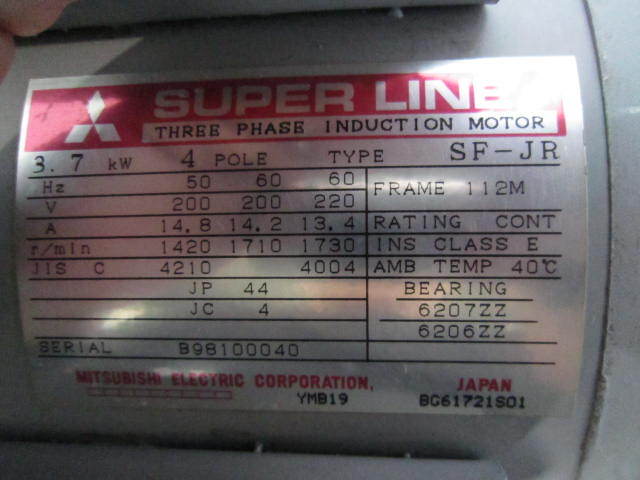 SUPER LINE
THREE PHASE INDUCTION MOTOR
3.7 kW 4 POLE TYPE SF-JR
Hz 50 60 60 FRAME 112M
V 200 200 220
A 14.8 14.2 13.4 RATING CONT
r/min 1420 1710 1730 INS CLASS E
JIS C 4210 4004 AMB TEMP 40℃
JP 44 BEARING
JC 4 6207ZZ
6206ZZ
SERIAL B98100040
MITSUBISHI ELECTRIC CORPORATION, JAPAN
YMB19 BG61721S01